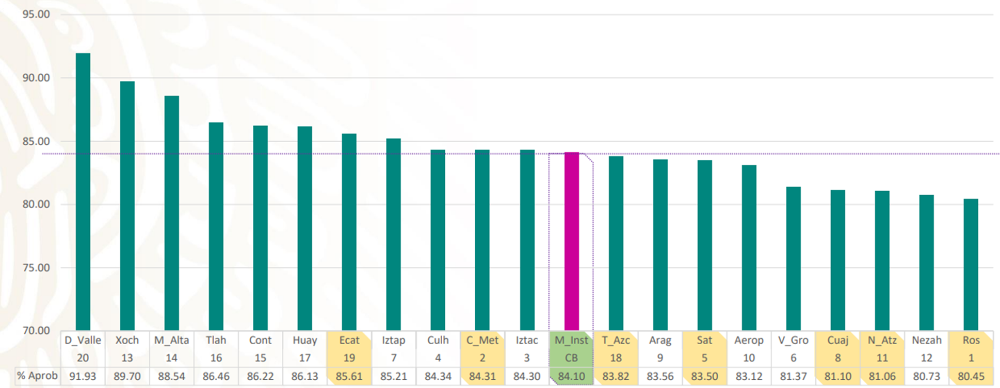 95.00
90.00
85.00
80.00
75.00
70.00
D_Valle Xoch M_Alta Tlah Cont Huay Ecat Iztap Culh C_Met Iztac M_Inst T_Azc Arag Sat Aerop V_Gro Cuaj N_Atz Nezah Ros
20 13 14 16 15 17 19 7 4 2 3 CB 18 9 5 10 6 8 11 12 1
% Aprob 91.93 89.70 88.54 86.46 86.22 86.13 85.61 85.21 84.34 84.31 84.30 84.10 83.82 83.56 83.50 83.12 81.37 81.10 81.06 80.73 80.45